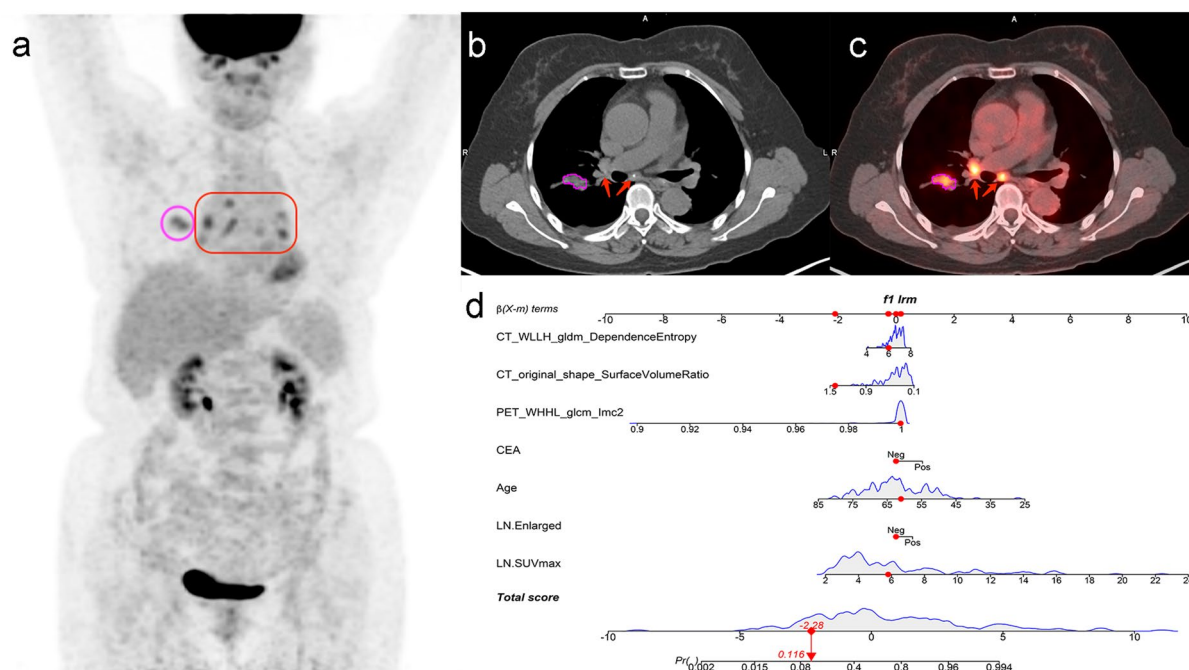 a
b
A
R
L
c
A
R
d
f1 lrm
β(X-m) terms
-10 -8 -6 -4 -2 0 2 4 6 8 10
CT_WLLH_gldm_DependenceEntropy
4 6 8
CT_original_shape_SurfaceVolumeRatio
1.5 0.9 0.1
PET_WHHL_glcm_Imc2
0.9 0.92 0.94 0.96 0.98 1
CEA
Neg
Pos
Age
85 75 65 55 45 35 25
LN.Enlarged
Neg
Pos
LN.SUVmax
2 4 6 8 10 12 14 16 18 20 22 24
Total score
-2.28
-10 -5 0 5 10
0.116
Pr( )
0.002 0.015 0.08 0.4 0.8 0.96 0.994